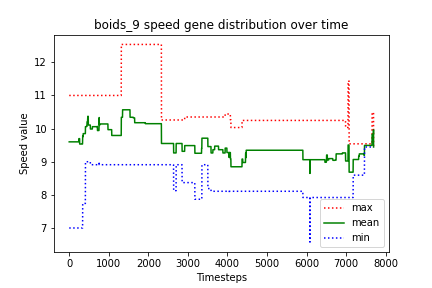 boids_9 speed gene distribution over time
Speed value
12
11
10
9
8
7
0 1000 2000 3000 4000 5000 6000 7000 8000
Timesteps
max
mean
min